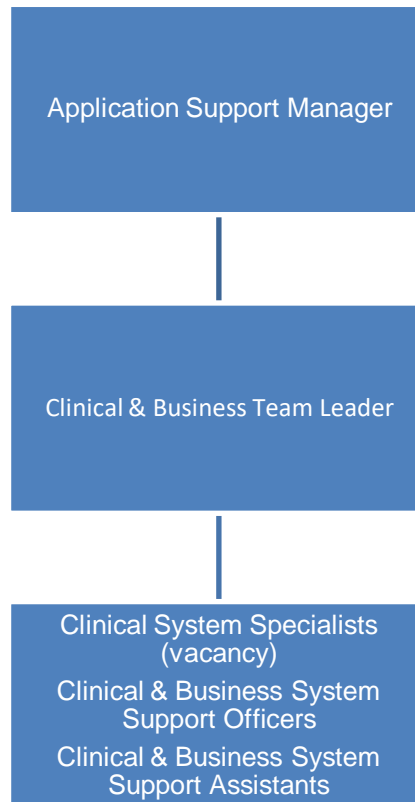 Application Support Manager
Clinical & Business Team Leader
Clinical System Specialists
(vacancy)
Clinical & Business System
Support Officers
Clinical & Business System
Support Assistants